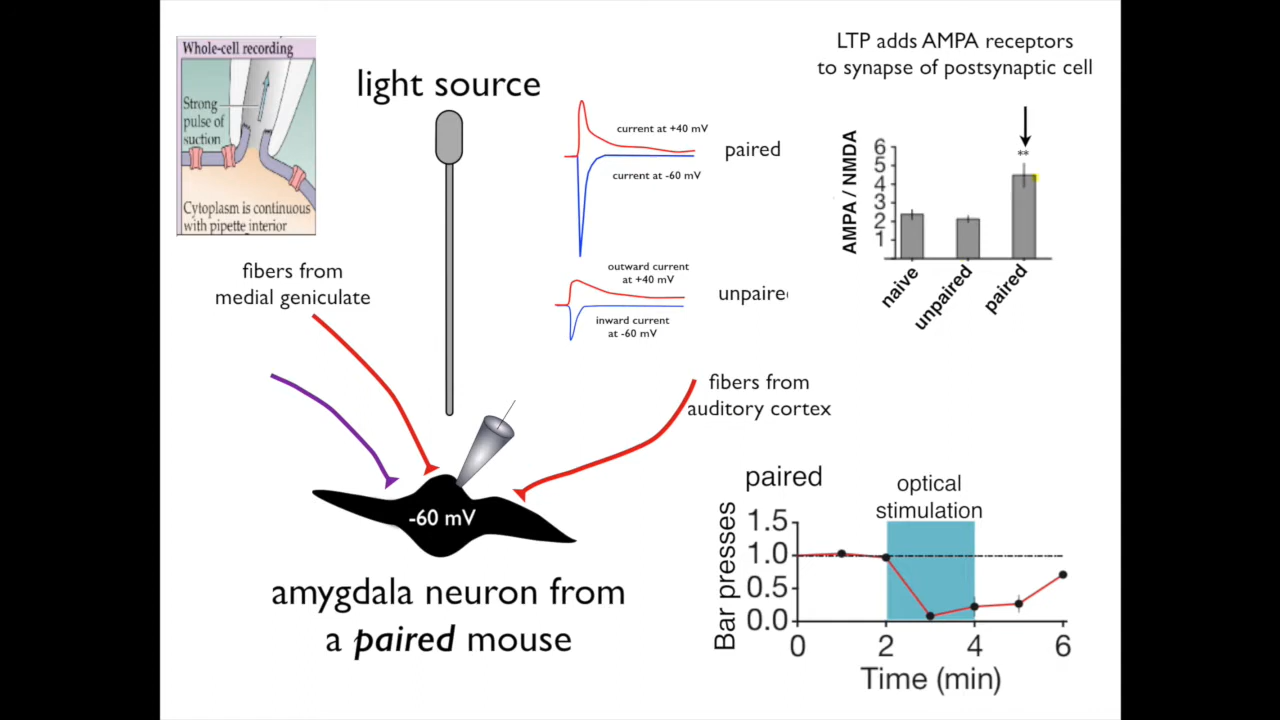 Whole-cell recording
Strong
pulse of
suction
Cytoplasm is continuous
with pipette interior
light source
current at +40 mV
current at -60 mV
paired
outward current
at +40 mV
inward current
at -60 mV
unpaire
LTP adds AMPA receptors
to synapse of postsynaptic cell
**
AMPA / NMDA
6
5
4
3
2
1
naive
unpaired
paired
fibers from
medial geniculate
fibers from
auditory cortex
-60 mV
amygdala neuron from
a paired mouse
paired
optical
stimulation
Bar presses
1.5
1.0
0.5
0.0
0 2 4 6
Time (min)